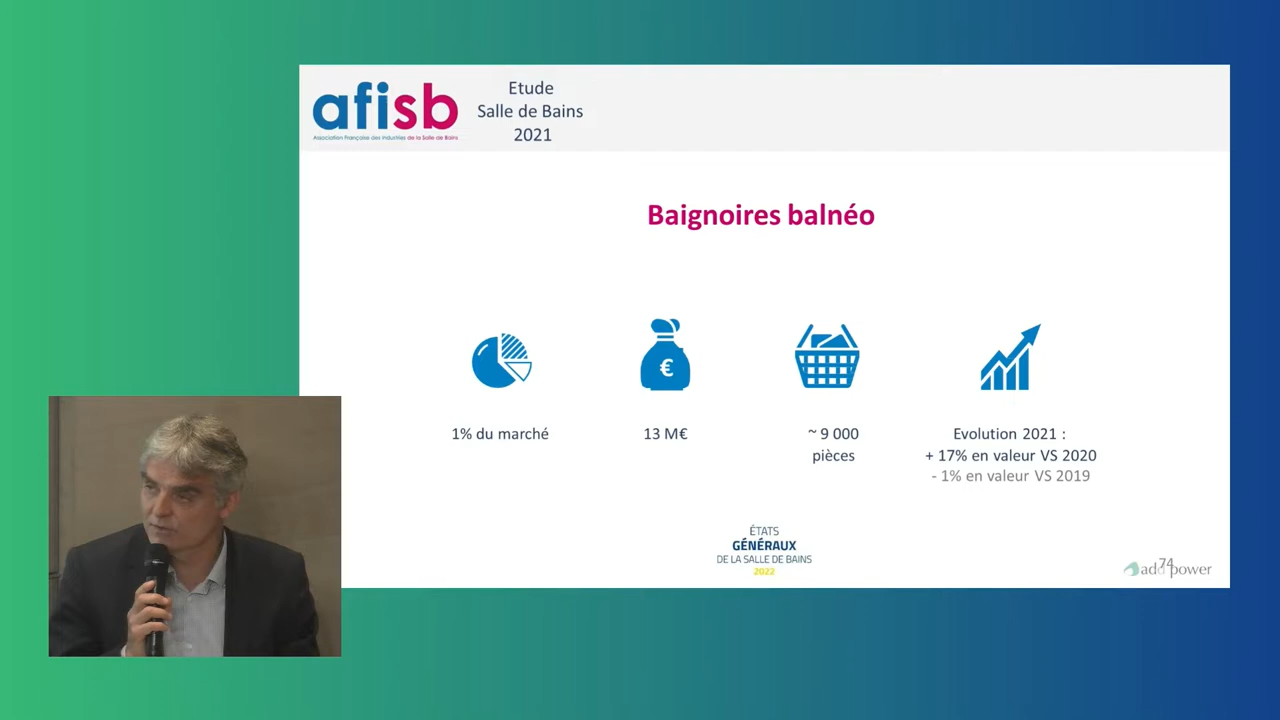 afisb
Association Française des Industries de la Salle de Bains
Etude
Salle de Bains
2021
Baignoires balnéo
€
1% du marché
13 M€
~ 9 000
pièces
Evolution 2021 :
+ 17% en valeur VS 2020
- 1% en valeur VS 2019
ÉTATS
GÉNÉRAUX
DE LA SALLE DE BAINS
2022
74
add power